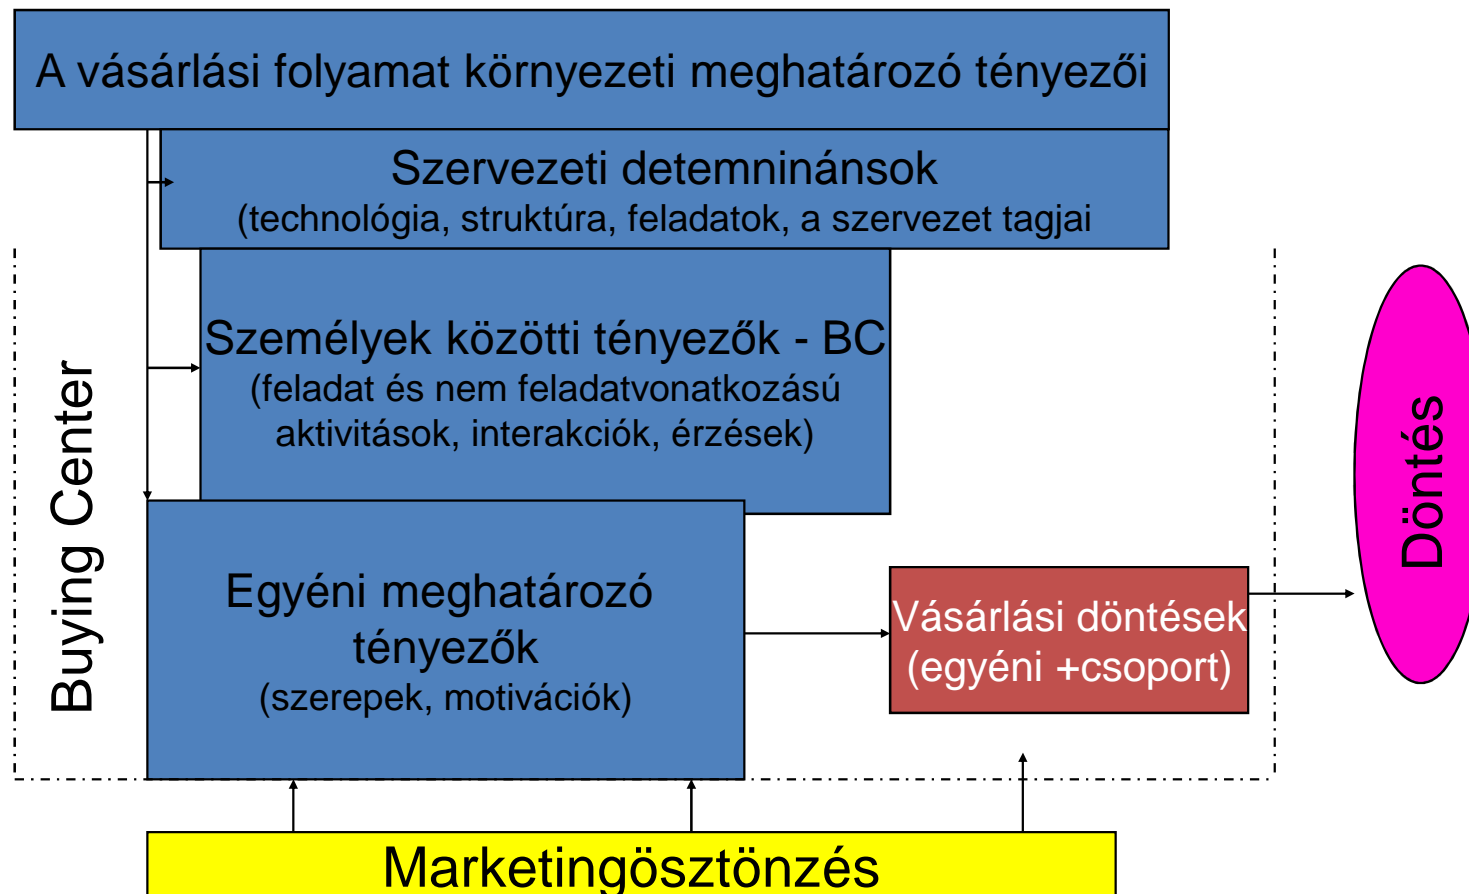 A vásárlási folyamat környezeti meghatározó tényezői
Szervezeti detemninánsok
(technológia, struktúra, feladatok, a szervezet tagjai
Buying Center
Személyek közötti tényezők - BC
(feladat és nem feladatvonatkozású
aktivitások, interakciók, érzések)
Egyéni meghatározó
tényezők
(szerepek, motivációk)
Vásárlási döntések
(egyéni +csoport)
Döntés
Marketingösztönzés